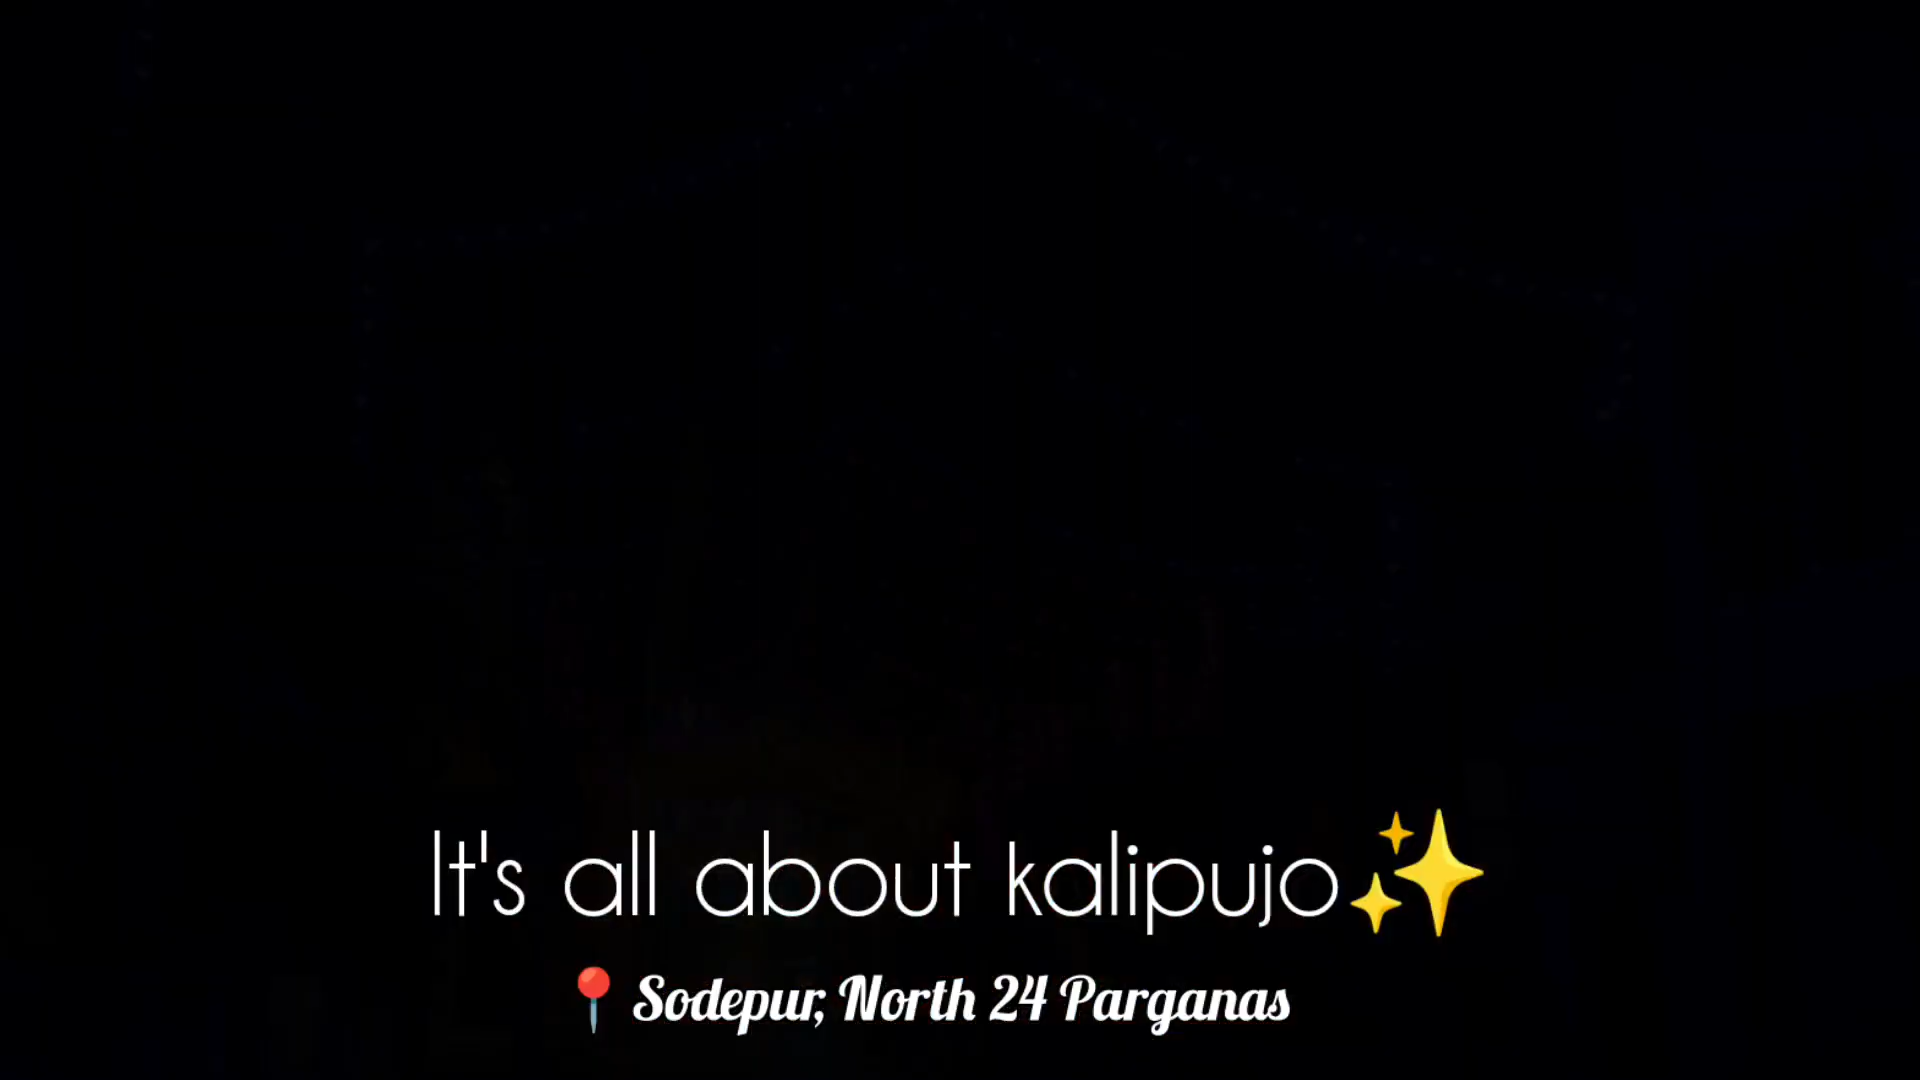 It's all about kalipujo✨
📍 Sodepur, North 24 Parganas